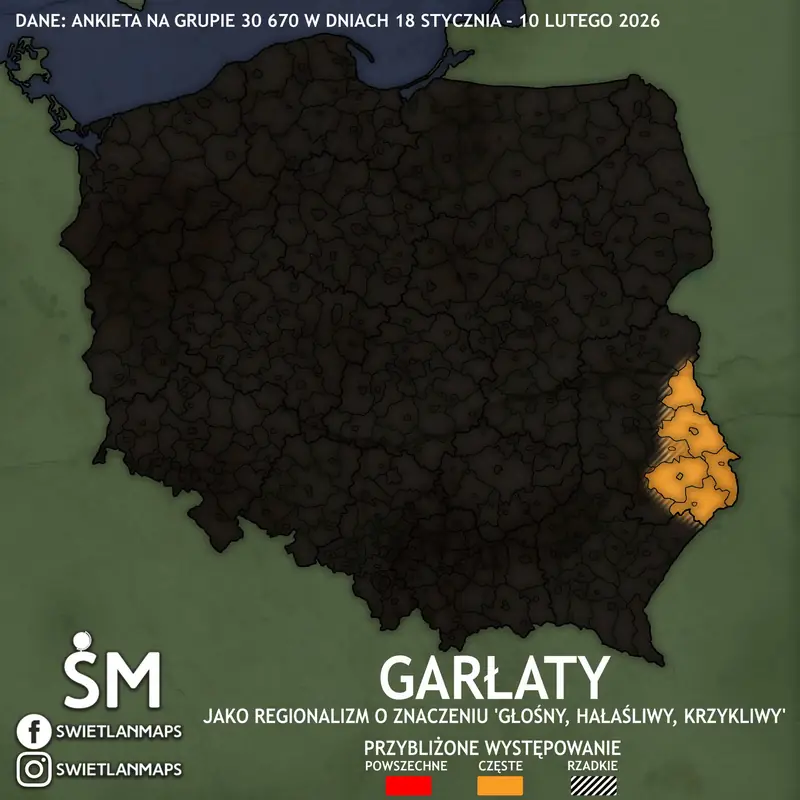 DANE: ANKIETA NA GRUPIE 30 670 W DNIACH 18 STYCZNIA - 10 LUTEGO 2026
ŚM
GARŁATY
JAKO REGIONALIZM O ZNACZENIU 'GŁOŚNY, HAŁAŚLIWY, KRZYKLIWY'
SWIETLANMAPS
SWIETLANMAPS
PRZYBLIŻONE WYSTĘPOWANIE
POWSZECHNE CZĘSTE RZADKIE